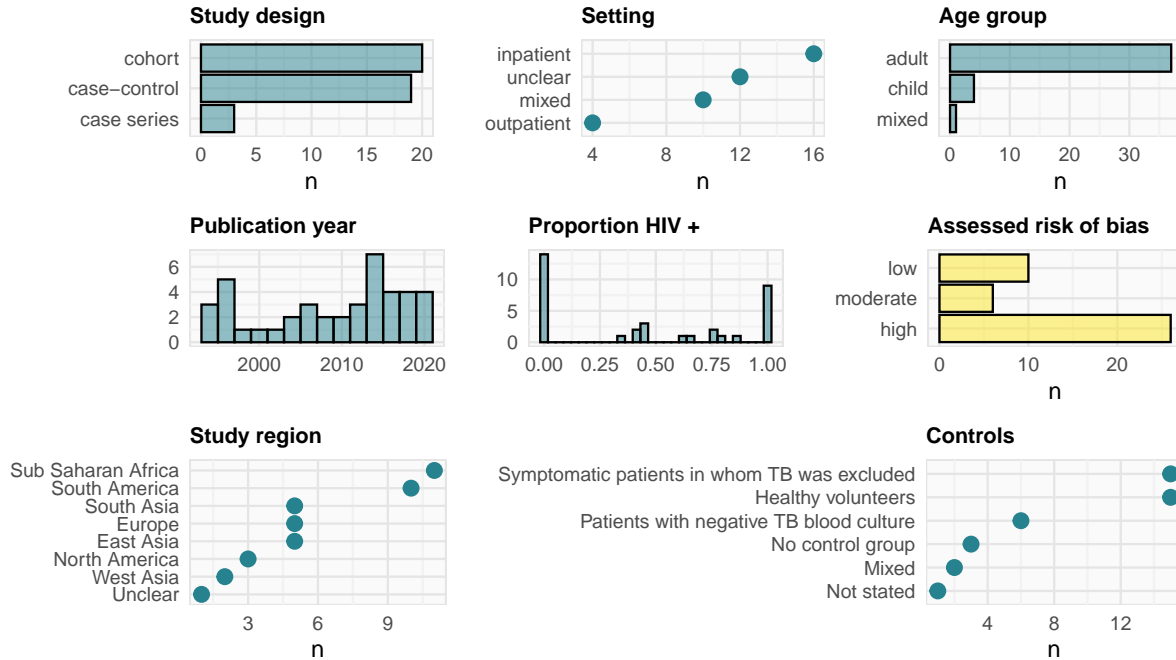 Study design
cohort
case−control
case series
0 5 10 15 20
n
Setting
inpatient
unclear
mixed
outpatient
4 8 12 16
n
Age group
adult
child
mixed
0 10 20 30
n
Publication year
6
4
2
0
2000 2010 2020
Proportion HIV +
10
5
0
0.00 0.25 0.50 0.75 1.00
Assessed risk of bias
low
moderate
high
0 10 20
n
Study region
Sub Saharan Africa
South America
South Asia
Europe
East Asia
North America
West Asia
Unclear
3 6 9
n
Controls
Symptomatic patients in whom TB was excluded
Healthy volunteers
Patients with negative TB blood culture
No control group
Mixed
Not stated
4 8 12
n